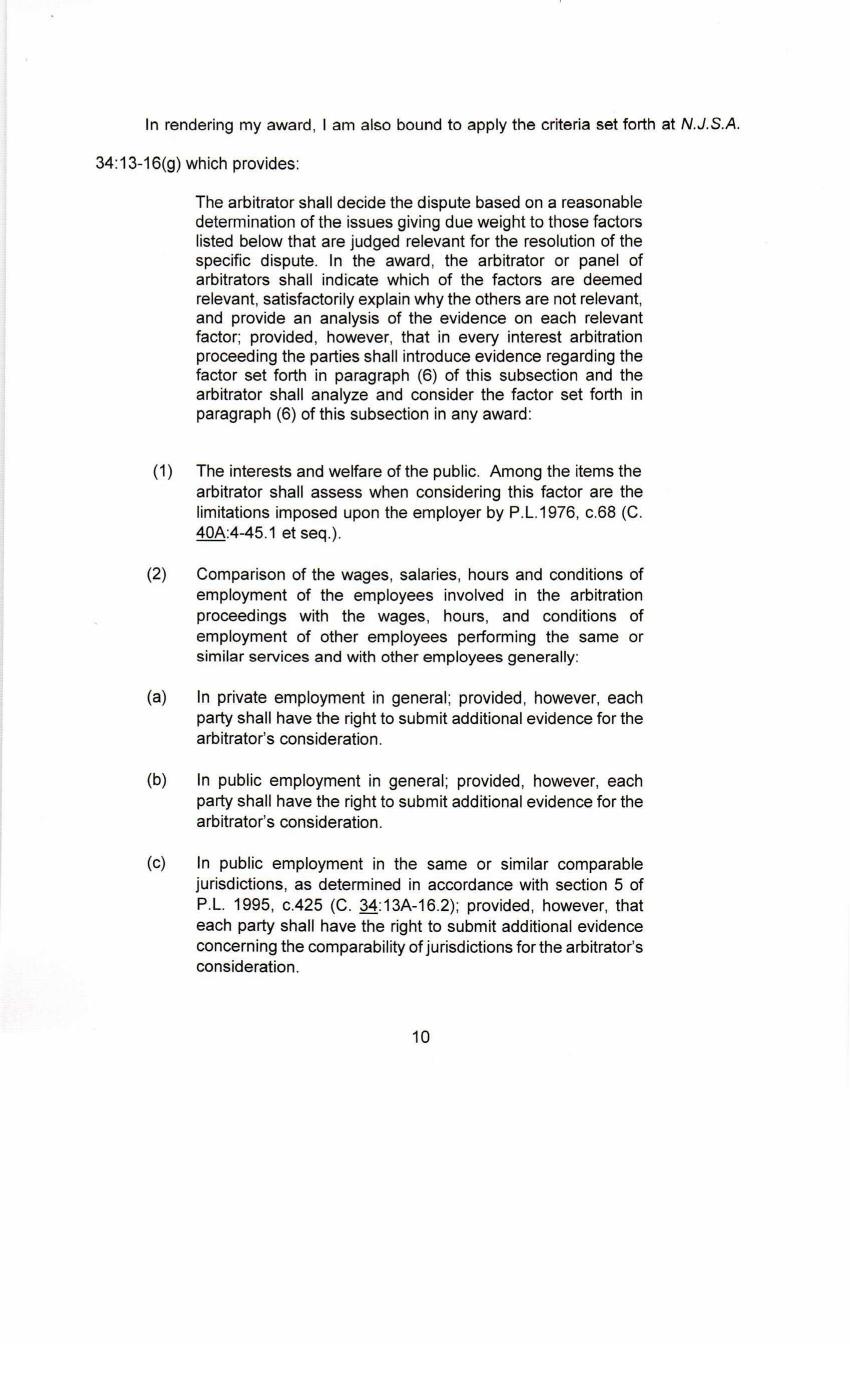 In rendering my award, I am also bound to apply the criteria set forth at N.J.S.A.
34:13-16(g) which provides:
The arbitrator shall decide the dispute based on a reasonable
determination of the issues giving due weight to those factors
listed below that are judged relevant for the resolution of the
specific dispute. In the award, the arbitrator or panel of
arbitrators shall indicate which of the factors are deemed
relevant, satisfactorily explain why the others are not relevant,
and provide an analysis of the evidence on each relevant
factor; provided, however, that in every interest arbitration
proceeding the parties shall introduce evidence regarding the
factor set forth in paragraph (6) of this subsection and the
arbitrator shall analyze and consider the factor set forth in
paragraph (6) of this subsection in any award:
(1) The interests and welfare of the public. Among the items the
arbitrator shall assess when considering this factor are the
limitations imposed upon the employer by P.L.1976, c.68 (C.
40A:4-45.1 et seq.).
(2) Comparison of the wages, salaries, hours and conditions of
employment of the employees involved in the arbitration
proceedings with the wages, hours, and conditions of
employment of other employees performing the same or
similar services and with other employees generally:
(a) In private employment in general; provided, however, each
party shall have the right to submit additional evidence for the
arbitrator's consideration.
(b) In public employment in general; provided, however, each
party shall have the right to submit additional evidence for the
arbitrator's consideration.
(c) In public employment in the same or similar comparable
jurisdictions, as determined in accordance with section 5 of
P.L. 1995, c.425 (C. 34:13A-16.2); provided, however, that
each party shall have the right to submit additional evidence
concerning the comparability of jurisdictions for the arbitrator's
consideration.
10